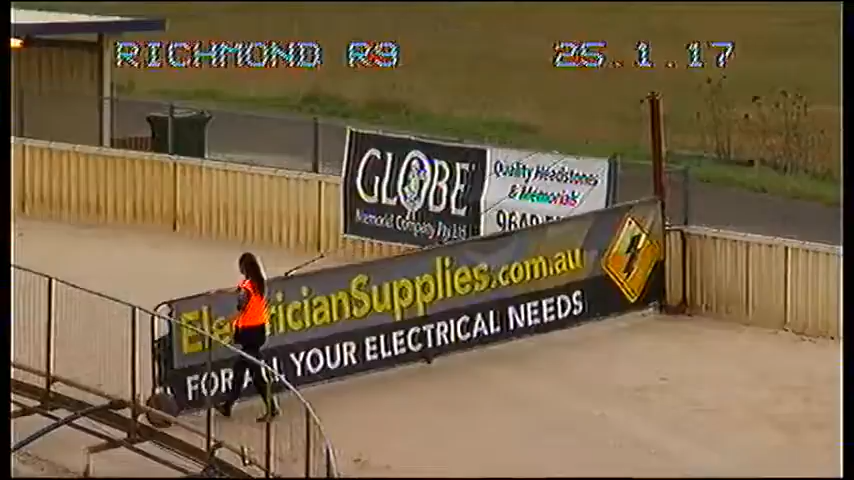 RICHMOND R9 25.1.17
GLOBE
Memorial Company Pty Ltd
Quality Headstones
& Memorials
ElectricianSupplies.com.au
FOR ALL YOUR ELECTRICAL NEEDS